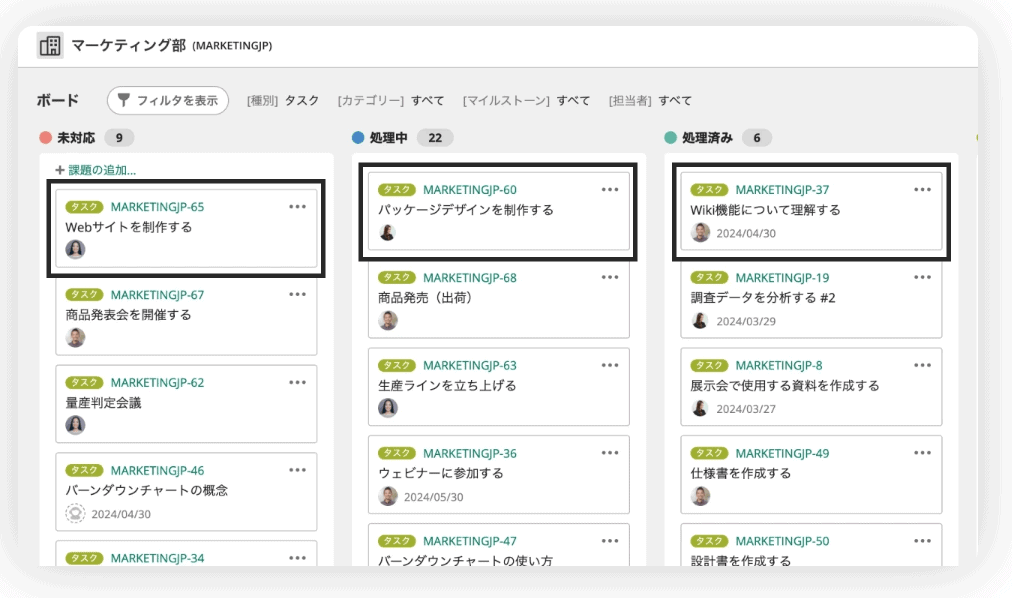 マーケティング部 (MARKETINGJP)
ボード フィルタを表示 [種別] タスク [カテゴリー] すべて [マイルストーン] すべて [担当者] すべて
未対応 9
+ 課題の追加...
タスク MARKETINGJP-65
Webサイトを制作する
タスク MARKETINGJP-67
商品発表会を開催する
タスク MARKETINGJP-62
量産判定会議
タスク MARKETINGJP-46
バーンダウンチャートの概念
2024/04/30
タスク MARKETINGJP-34
処理中 22
タスク MARKETINGJP-60
パッケージデザインを制作する
タスク MARKETINGJP-68
商品発売（出荷）
タスク MARKETINGJP-63
生産ラインを立ち上げる
タスク MARKETINGJP-36
ウェビナーに参加する
2024/05/30
タスク MARKETINGJP-47
バーンダウンチャートの使い方
処理済み 6
タスク MARKETINGJP-37
Wiki機能について理解する
2024/04/30
タスク MARKETINGJP-19
調査データを分析する #2
2024/03/29
タスク MARKETINGJP-8
展示会で使用する資料を作成する
2024/03/27
タスク MARKETINGJP-49
仕様書を作成する
タスク MARKETINGJP-50
設計書を作成する